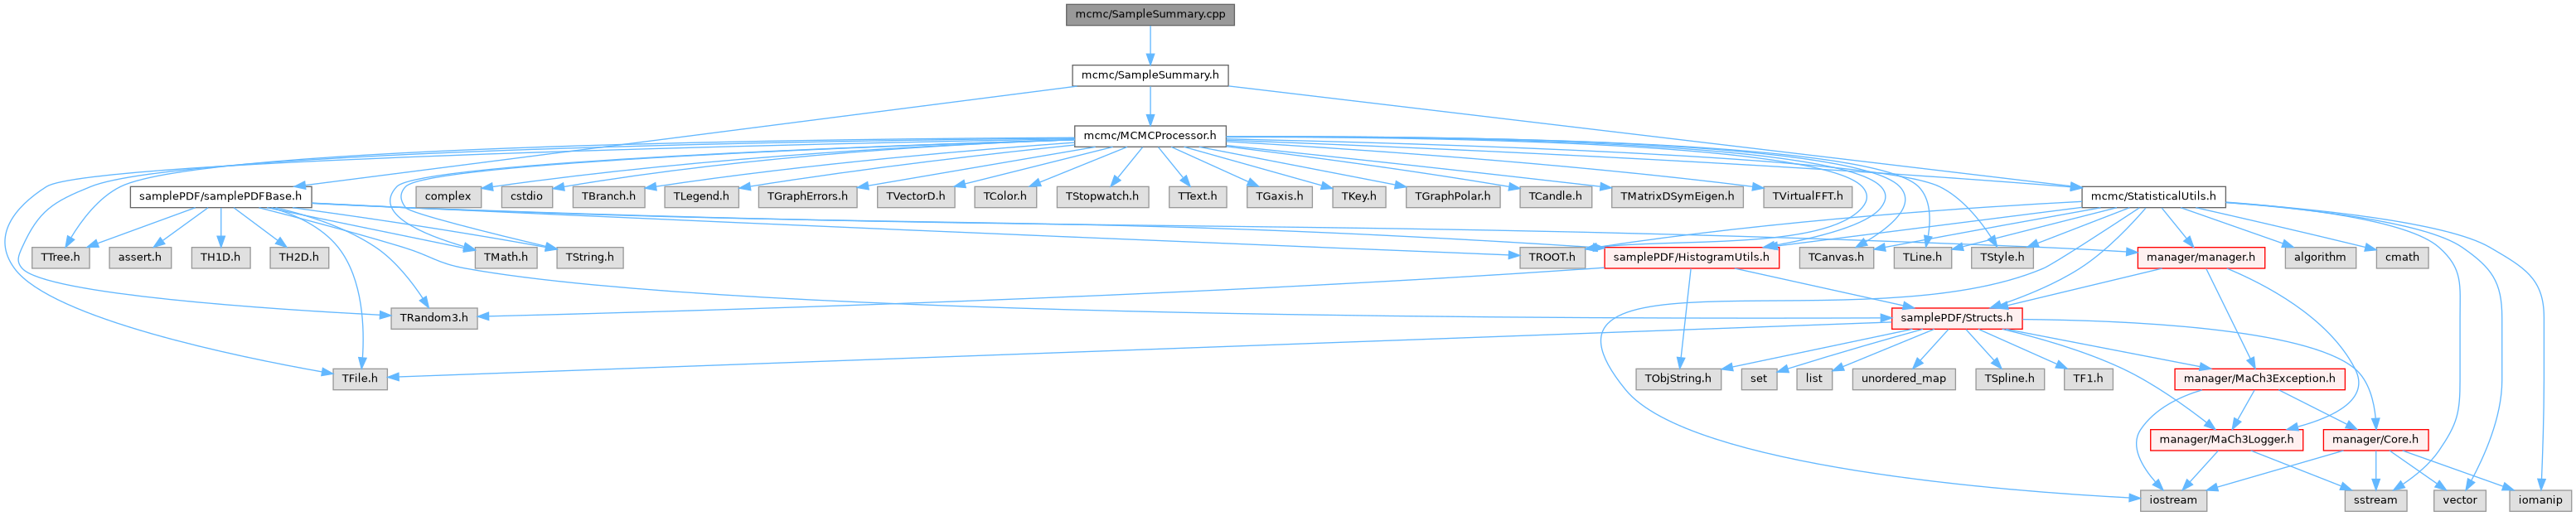 mcmc/SampleSummary.cpp
mcmc/SampleSummary.h
mcmc/MCMCProcessor.h
samplePDF/samplePDFBase.h
complex
cstdio
TBranch.h
TLegend.h
TGraphErrors.h
TVectorD.h
TColor.h
TStopwatch.h
TText.h
TGaxis.h
TKey.h
TGraphPolar.h
TCandle.h
TMatrixDSymEigen.h
TVirtualFFT.h
mcmc/StatisticalUtils.h
TTree.h
assert.h
TH1D.h
TH2D.h
TMath.h
TString.h
TROOT.h
samplePDF/HistogramUtils.h
TCanvas.h
TLine.h
TStyle.h
manager/manager.h
algorithm
cmath
TRandom3.h
samplePDF/Structs.h
TFile.h
TObjString.h
set
list
unordered_map
TSpline.h
TF1.h
manager/MaCh3Exception.h
manager/MaCh3Logger.h
manager/Core.h
iostream
sstream
vector
iomanip